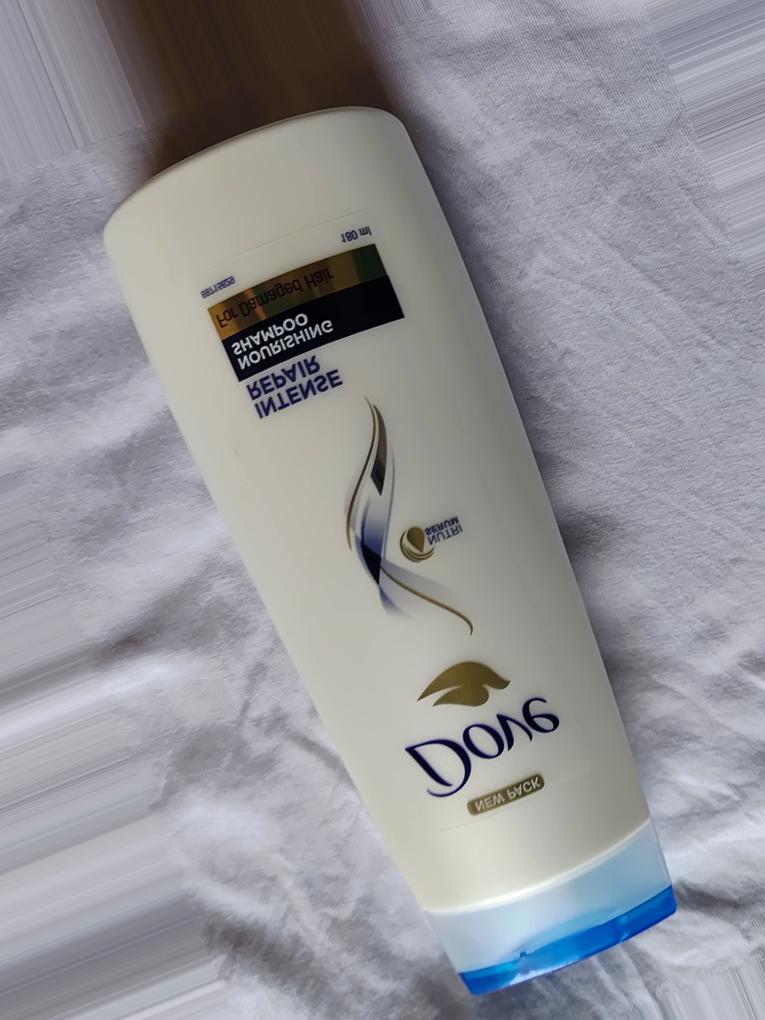 NEW PACK
Dove
NUTRI
SERUM
INTENSE
REPAIR
NOURISHING
SHAMPOO
For Damaged Hair
180 ml